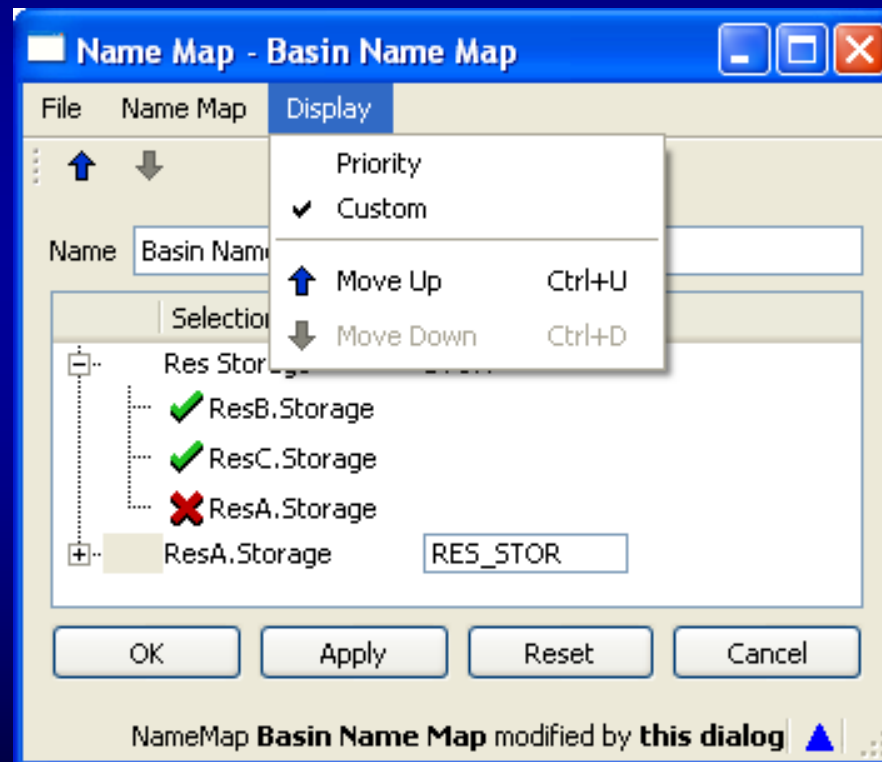 Name Map - Basin Name Map
File Name Map Display
Priority
Custom
Name Basin Name
Move Up Ctrl+U
Move Down Ctrl+D
Selection
Res Storage
ResB.Storage
ResC.Storage
ResA.Storage
ResA.Storage RES_STOR
OK Apply Reset Cancel
NameMap Basin Name Map modified by this dialog